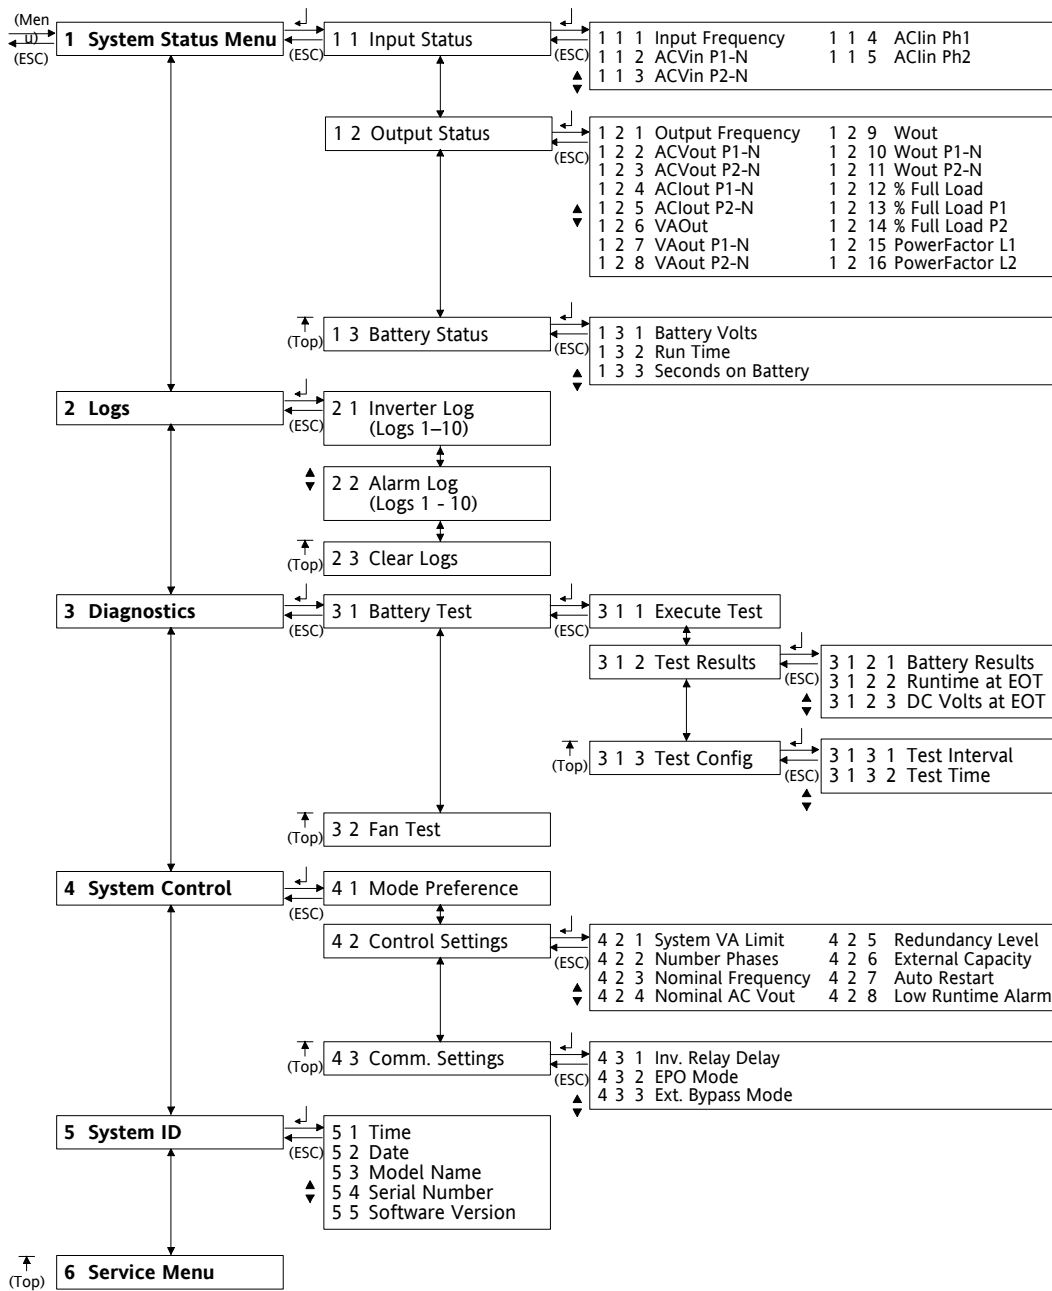 (Men
u)
(ESC)
1 System Status Menu
(ESC)
1 1 Input Status
(ESC)
1 1 1 Input Frequency
1 1 2 ACVin P1-N
1 1 3 ACVin P2-N
1 1 4 ACIin Ph1
1 1 5 ACIin Ph2
1 2 Output Status
(ESC)
1 2 1 Output Frequency
1 2 2 ACVout P1-N
1 2 3 ACVout P2-N
1 2 4 ACIout P1-N
1 2 5 ACIout P2-N
1 2 6 VAOut
1 2 7 VAout P1-N
1 2 8 VAout P2-N
1 2 9 Wout
1 2 10 Wout P1-N
1 2 11 Wout P2-N
1 2 12 % Full Load
1 2 13 % Full Load P1
1 2 14 % Full Load P2
1 2 15 PowerFactor L1
1 2 16 PowerFactor L2
(Top)
1 3 Battery Status
(ESC)
1 3 1 Battery Volts
1 3 2 Run Time
1 3 3 Seconds on Battery
2 Logs
(ESC)
2 1 Inverter Log
(Logs 1–10)
2 2 Alarm Log
(Logs 1 - 10)
(Top)
2 3 Clear Logs
3 Diagnostics
(ESC)
3 1 Battery Test
(ESC)
3 1 1 Execute Test
3 1 2 Test Results
(ESC)
3 1 2 1 Battery Results
3 1 2 2 Runtime at EOT
3 1 2 3 DC Volts at EOT
(Top)
3 1 3 Test Config
(ESC)
3 1 3 1 Test Interval
3 1 3 2 Test Time
(Top)
3 2 Fan Test
4 System Control
(ESC)
4 1 Mode Preference
4 2 Control Settings
(ESC)
4 2 1 System VA Limit
4 2 2 Number Phases
4 2 3 Nominal Frequency
4 2 4 Nominal AC Vout
4 2 5 Redundancy Level
4 2 6 External Capacity
4 2 7 Auto Restart
4 2 8 Low Runtime Alarm
(Top)
4 3 Comm. Settings
(ESC)
4 3 1 Inv. Relay Delay
4 3 2 EPO Mode
4 3 3 Ext. Bypass Mode
5 System ID
(ESC)
5 1 Time
5 2 Date
5 3 Model Name
5 4 Serial Number
5 5 Software Version
(Top)
6 Service Menu